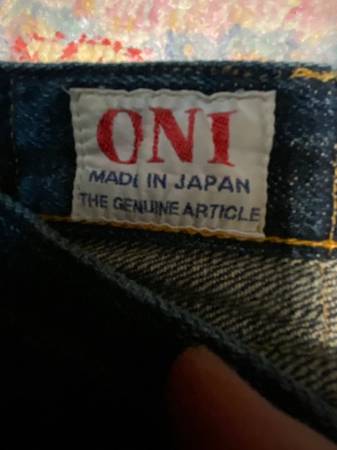 ONI
MADE IN JAPAN
THE GENUINE ARTICLE